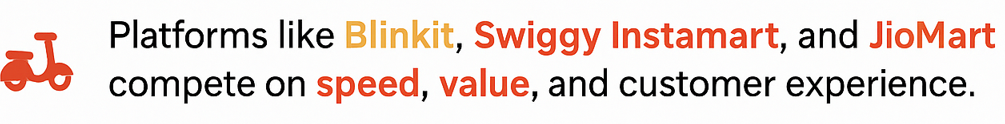 Platforms like Blinkit, Swiggy Instamart, and JioMart
compete on speed, value, and customer experience.